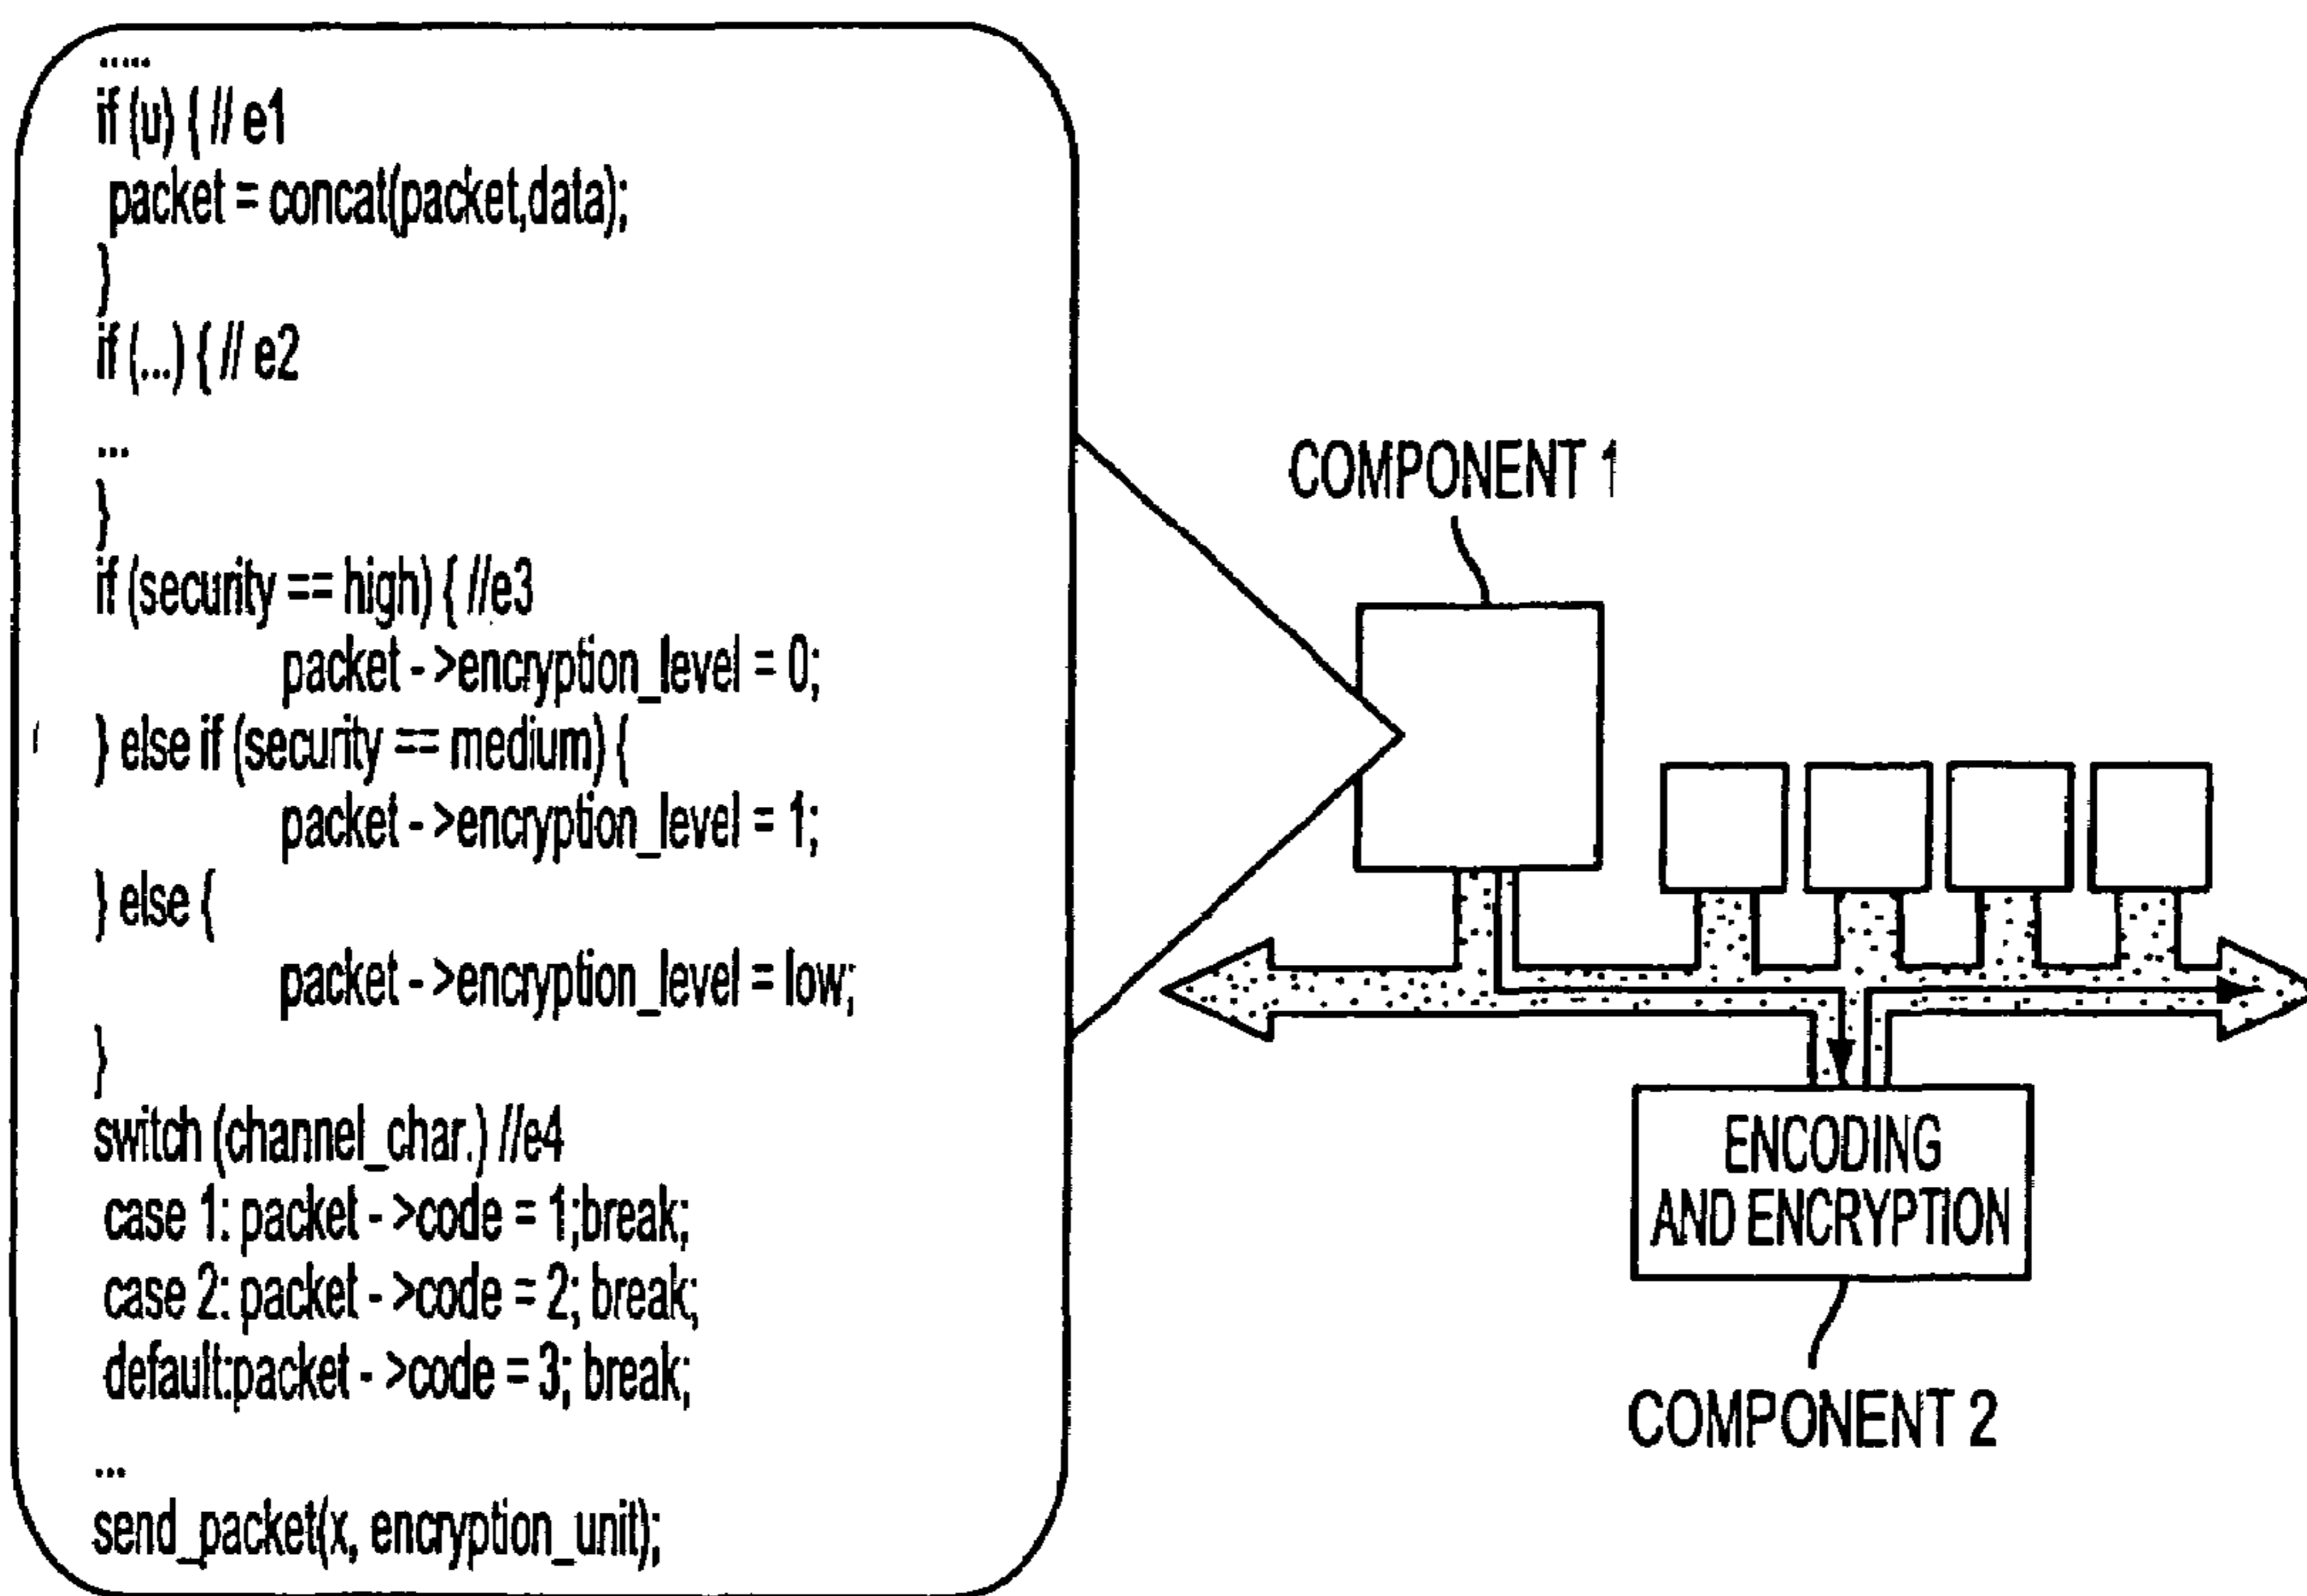 .....
if (u) { // e1
packet = concat(packet,data);
}
if (...) { // e2
...
}
if (security == high) { //e3
packet - >encryption_level = 0;
} else if (security == medium) {
packet - >encryption_level = 1;
} else {
packet - >encryption_level = low;
}
switch (channel_char.) //e4
case 1: packet - >code = 1;break;
case 2: packet - >code = 2; break;
default:packet - >code = 3; break;
...
send_packet(x, encryption_unit);
COMPONENT 1
ENCODING
AND ENCRYPTION
COMPONENT 2